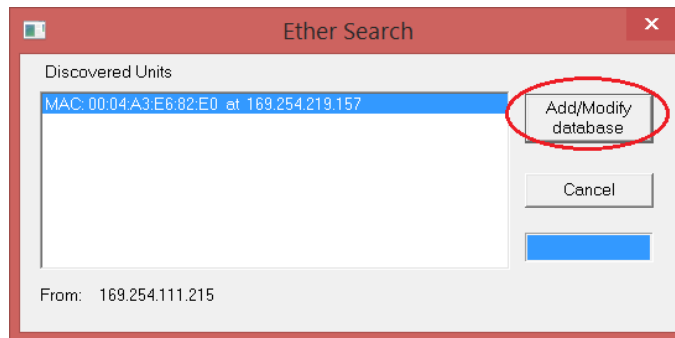 Ether Search
x
Discovered Units
MAC: 00:04:A3:E6:82:E0 at 169.254.219.157
Add/Modify
database
Cancel
From: 169.254.111.215